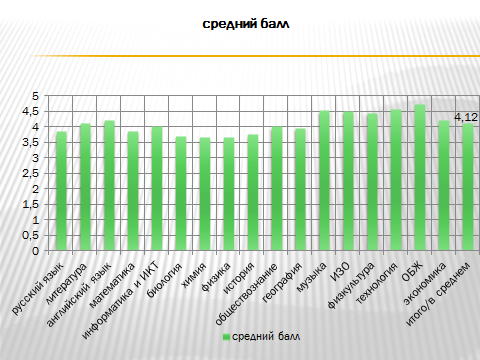 средний балл
5
4,5
4
3,5
3
2,5
2
1,5
1
0,5
0
4,12
русский язык
литература
английский язык
математика
информатика и ИКТ
биология
химия
физика
история
обществознание
география
музыка
ИЗО
физкультура
технология
ОБЖ
экономика
итого/в среднем
средний балл